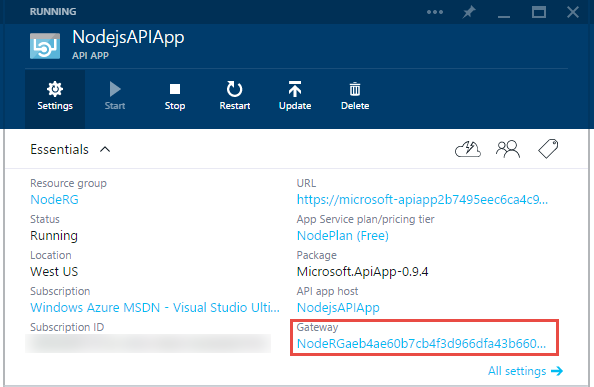 RUNNING
NodejsAPIApp
API APP
Settings
Start
Stop
Restart
Update
Delete
Essentials
Resource group
NodeRG
URL
https://microsoft-apiapp2b7495eec6ca4c9...
Status
Running
App Service plan/pricing tier
NodePlan (Free)
Location
West US
Package
Microsoft.ApiApp-0.9.4
Subscription
Windows Azure MSDN - Visual Studio Ulti...
API app host
NodejsAPIApp
Subscription ID
Gateway
NodeRGaeb4ae60b7cb4f3d966dfa43b660...
All settings